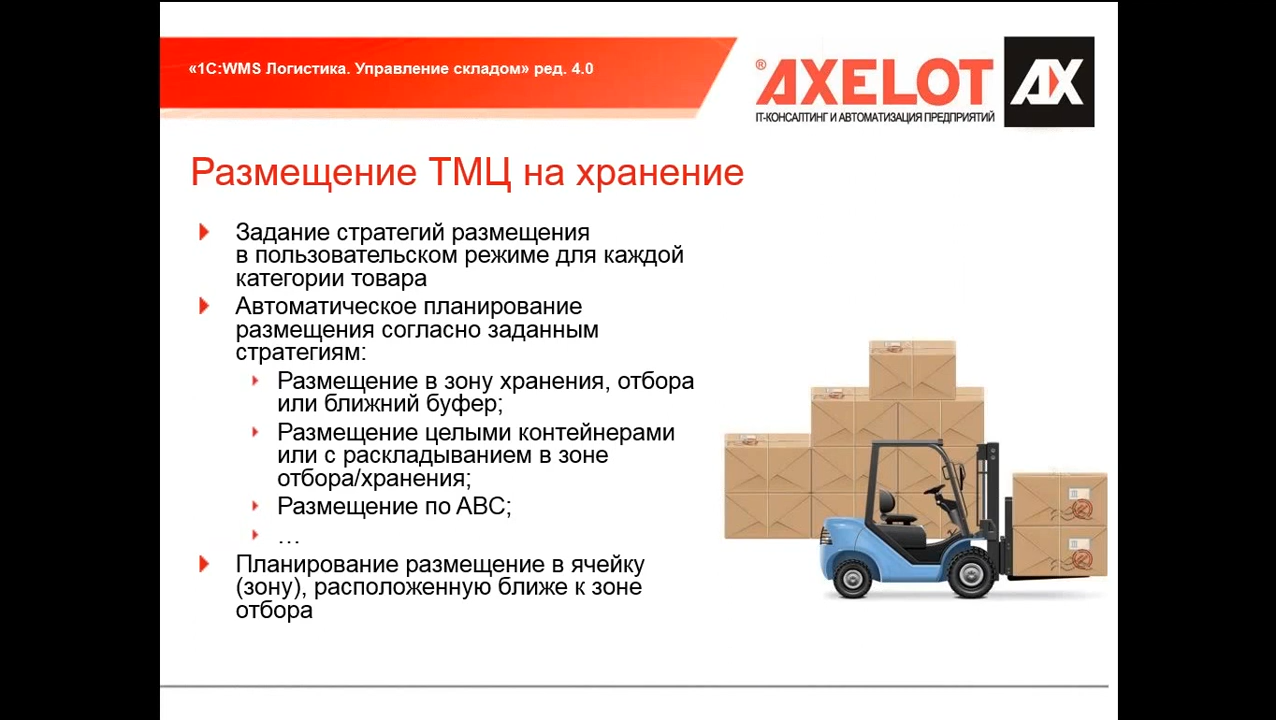 «1С:WMS Логистика. Управление складом» ред. 4.0
® AXELOT AX
IT-КОНСАЛТИНГ И АВТОМАТИЗАЦИЯ ПРЕДПРИЯТИЙ
Размещение ТМЦ на хранение
Задание стратегий размещения
в пользовательском режиме для каждой
категории товара
Автоматическое планирование
размещения согласно заданным
стратегиям:
Размещение в зону хранения, отбора
или ближний буфер;
Размещение целыми контейнерами
или с раскладыванием в зоне
отбора/хранения;
Размещение по АВС;
…
Планирование размещение в ячейку
(зону), расположенную ближе к зоне
отбора